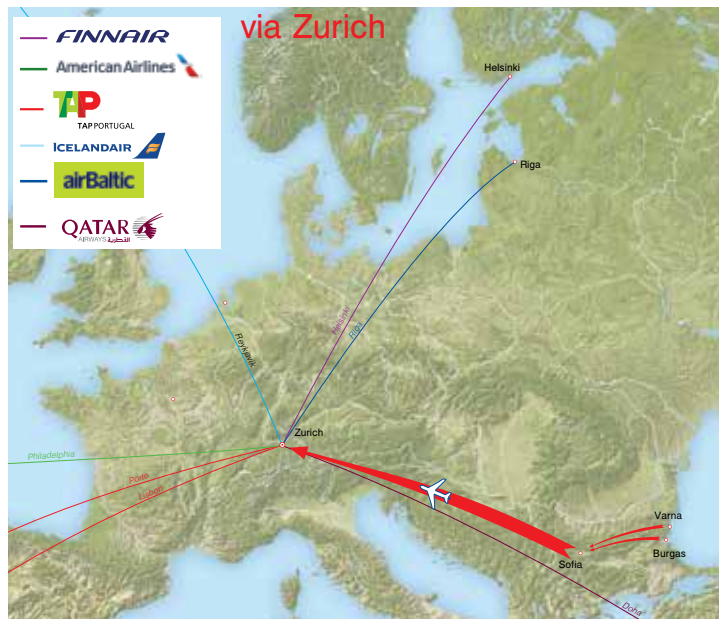 via Zurich
FINNAIR
American Airlines
TAP
TAP PORTUGAL
ICELANDAIR
airBaltic
QATAR
AIRWAYS القطرية
Helsinki
Riga
Helsinki
Riga
Reykjavik
Zurich
Philadelphia
Porto
Lisbon
Varna
Burgas
Sofia
Doha